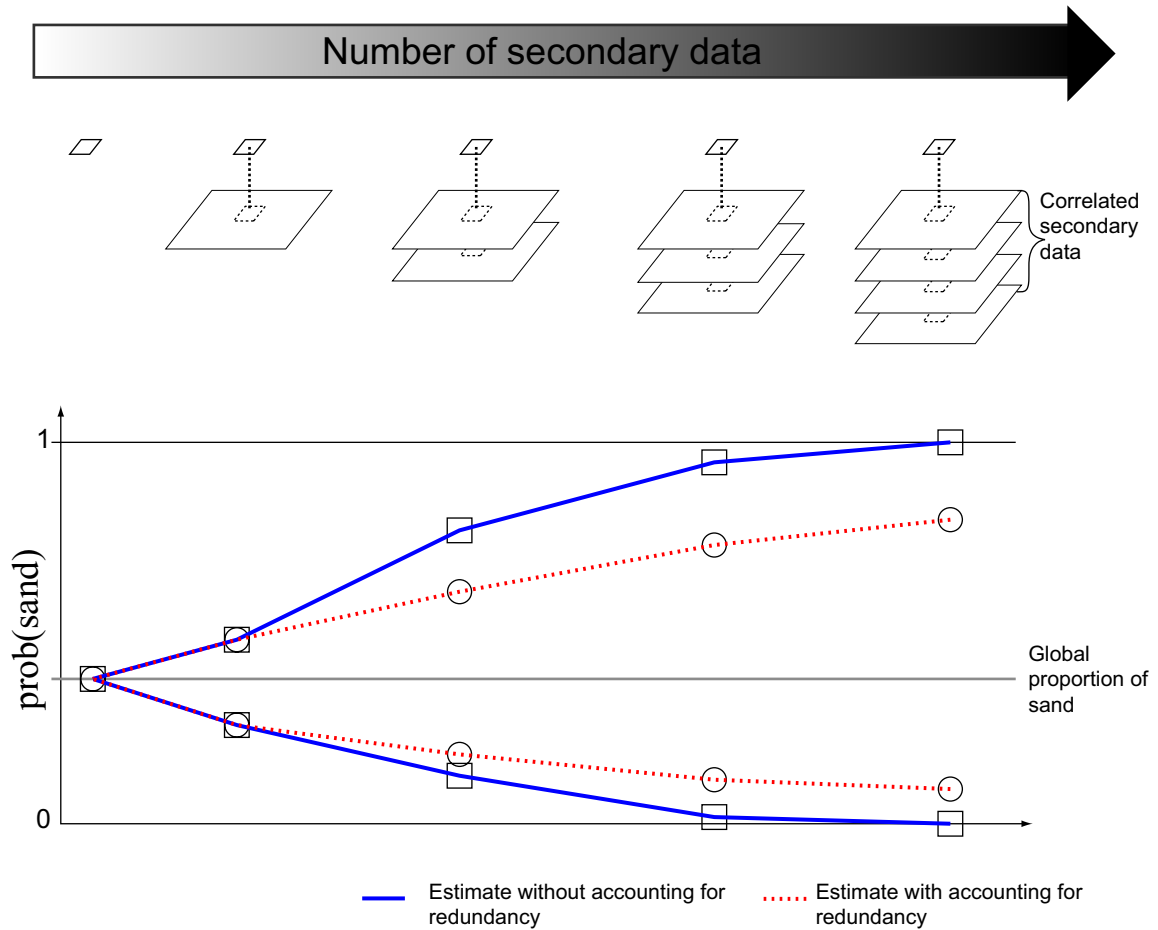 Number of secondary data
Correlated
secondary
data
1
prob(sand)
Global
proportion of
sand
0
Estimate without accounting for
redundancy
Estimate with accounting for
redundancy